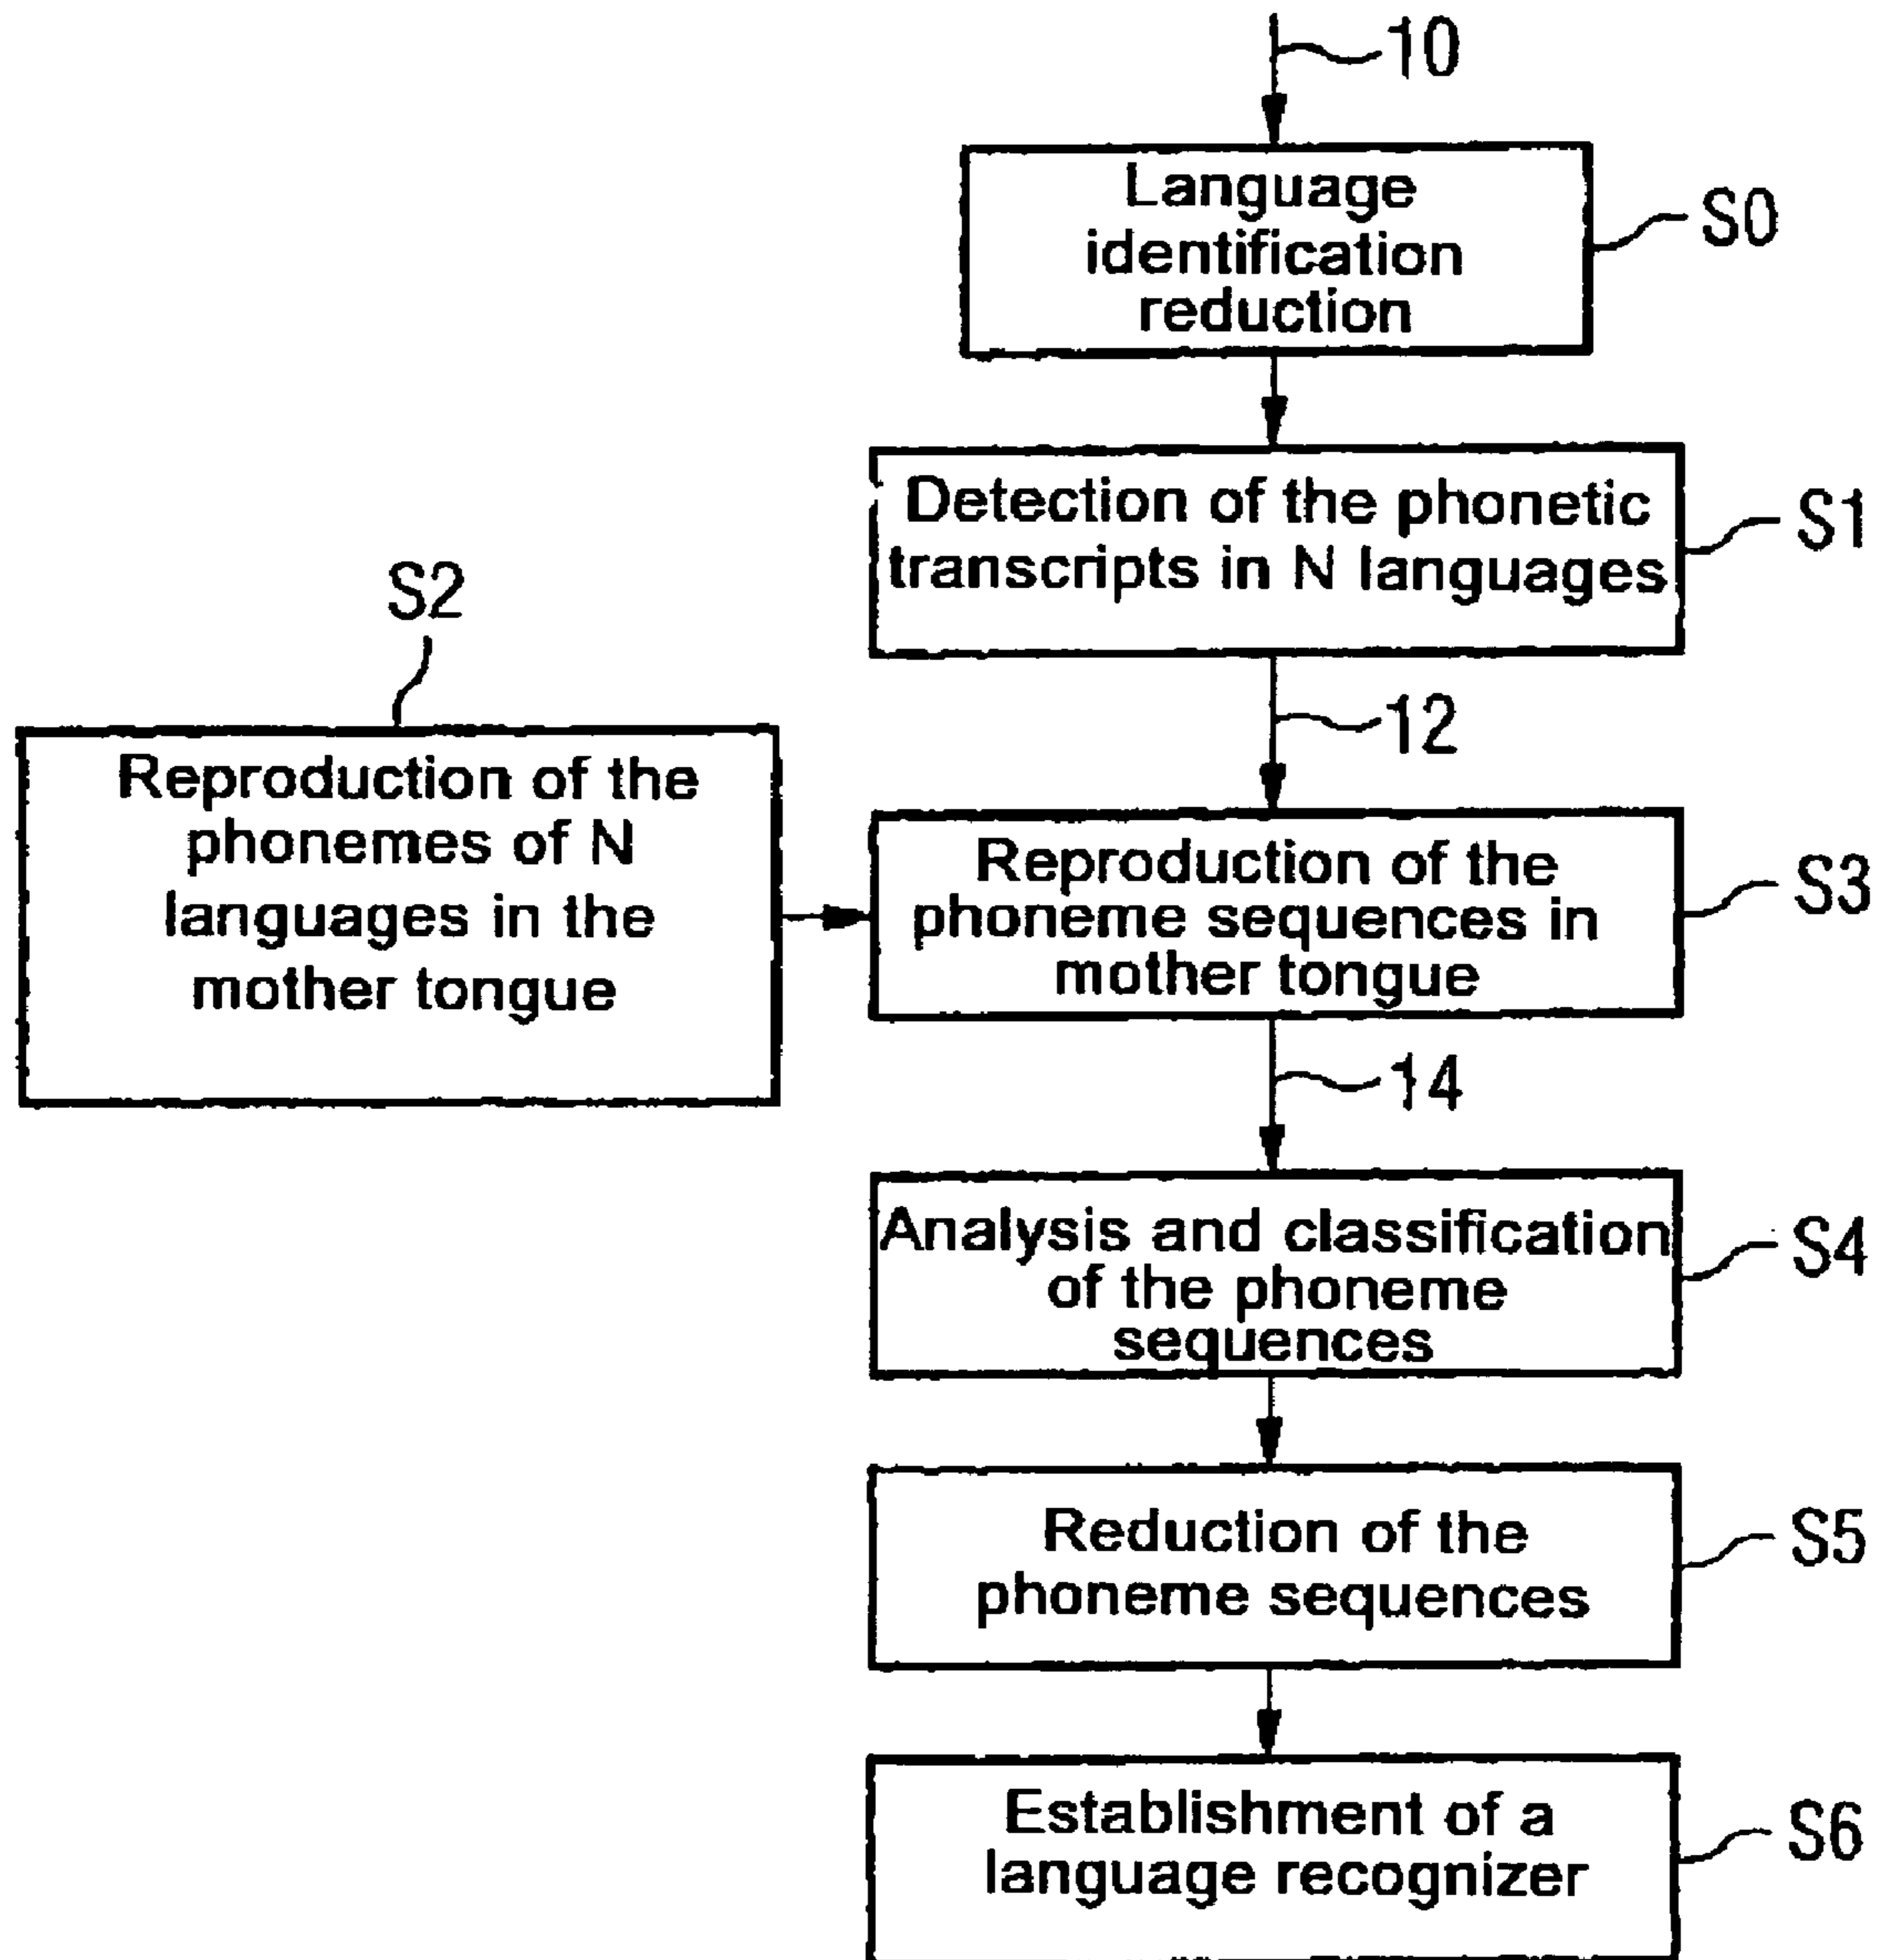 10
Language
identification
reduction
S0
Detection of the phonetic
transcripts in N languages
S1
S2
12
Reproduction of the
phonemes of N
languages in the
mother tongue
Reproduction of the
phoneme sequences in
mother tongue
S3
14
Analysis and classification
of the phoneme
sequences
S4
Reduction of the
phoneme sequences
S5
Establishment of a
language recognizer
S6